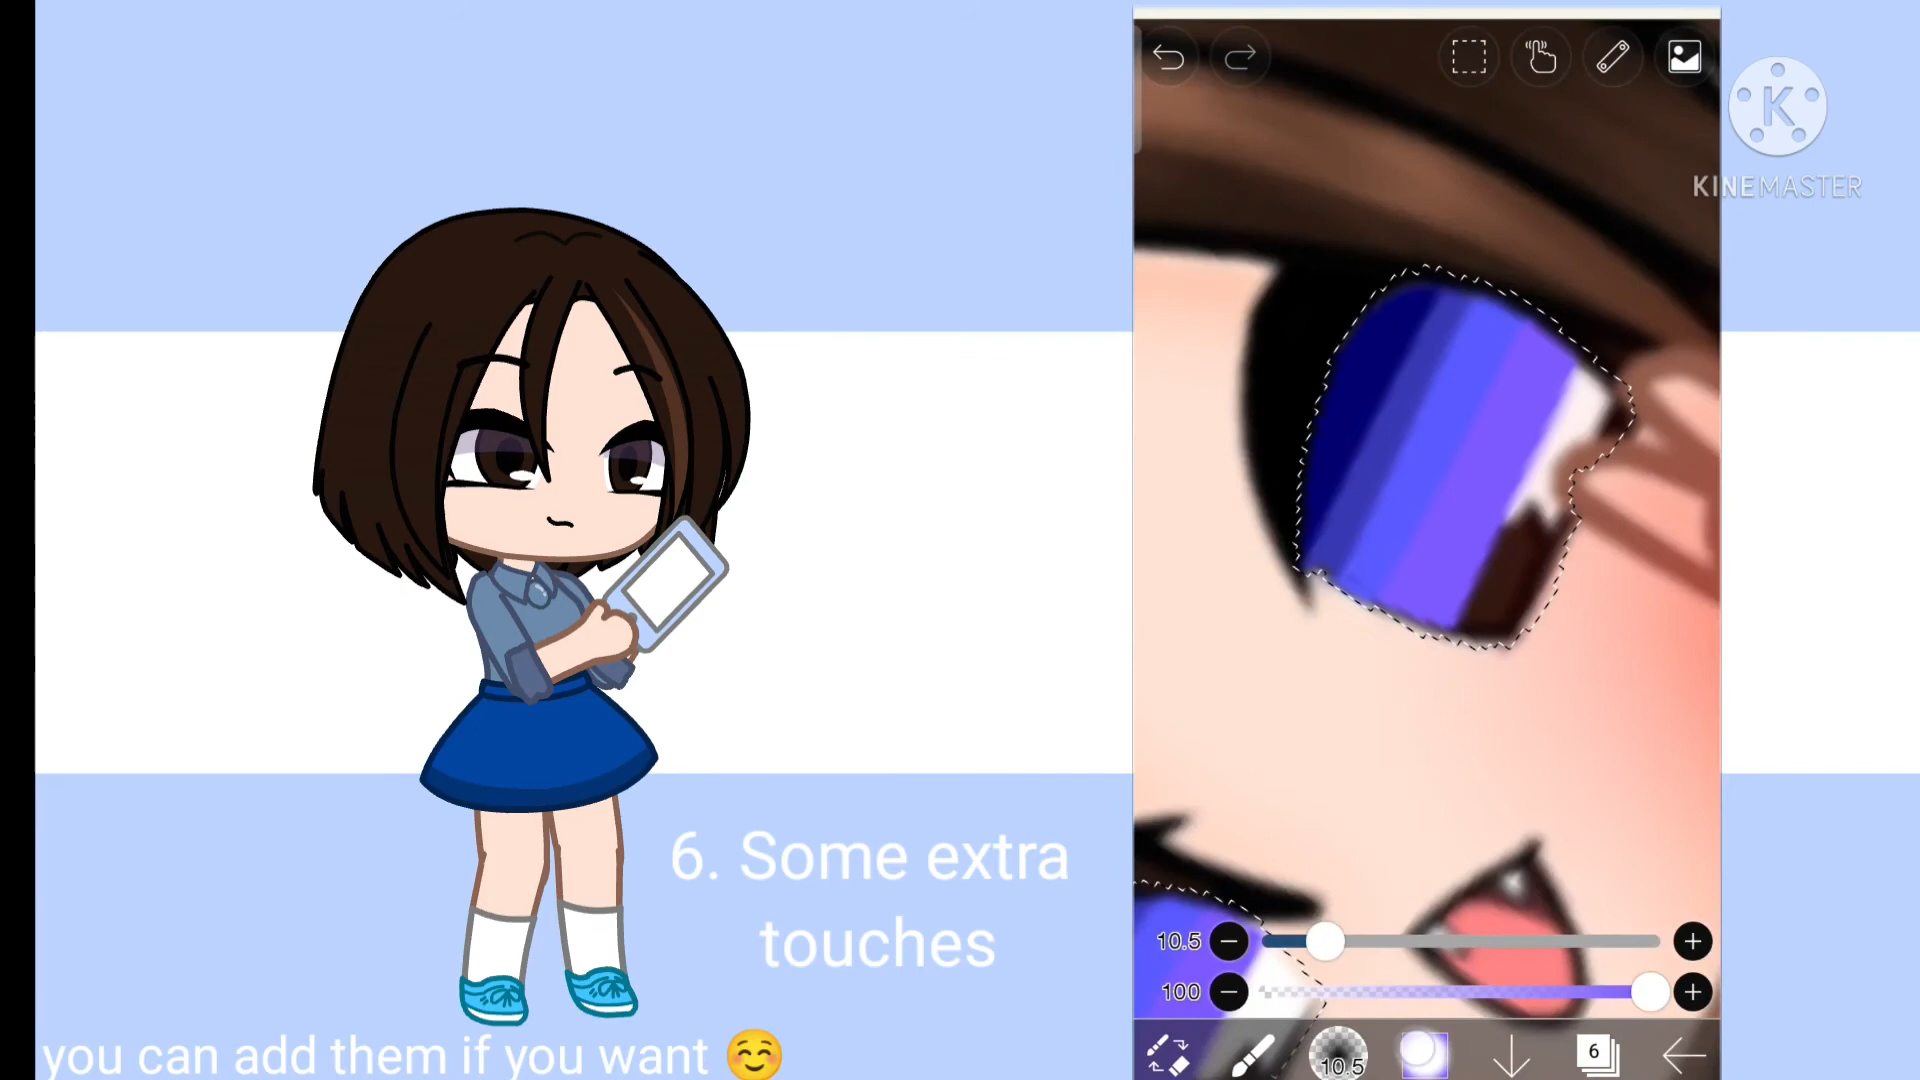 K
KINEMASTER
6. Some extra
touches
10.5
100
you can add them if you want 😊
10.5
6